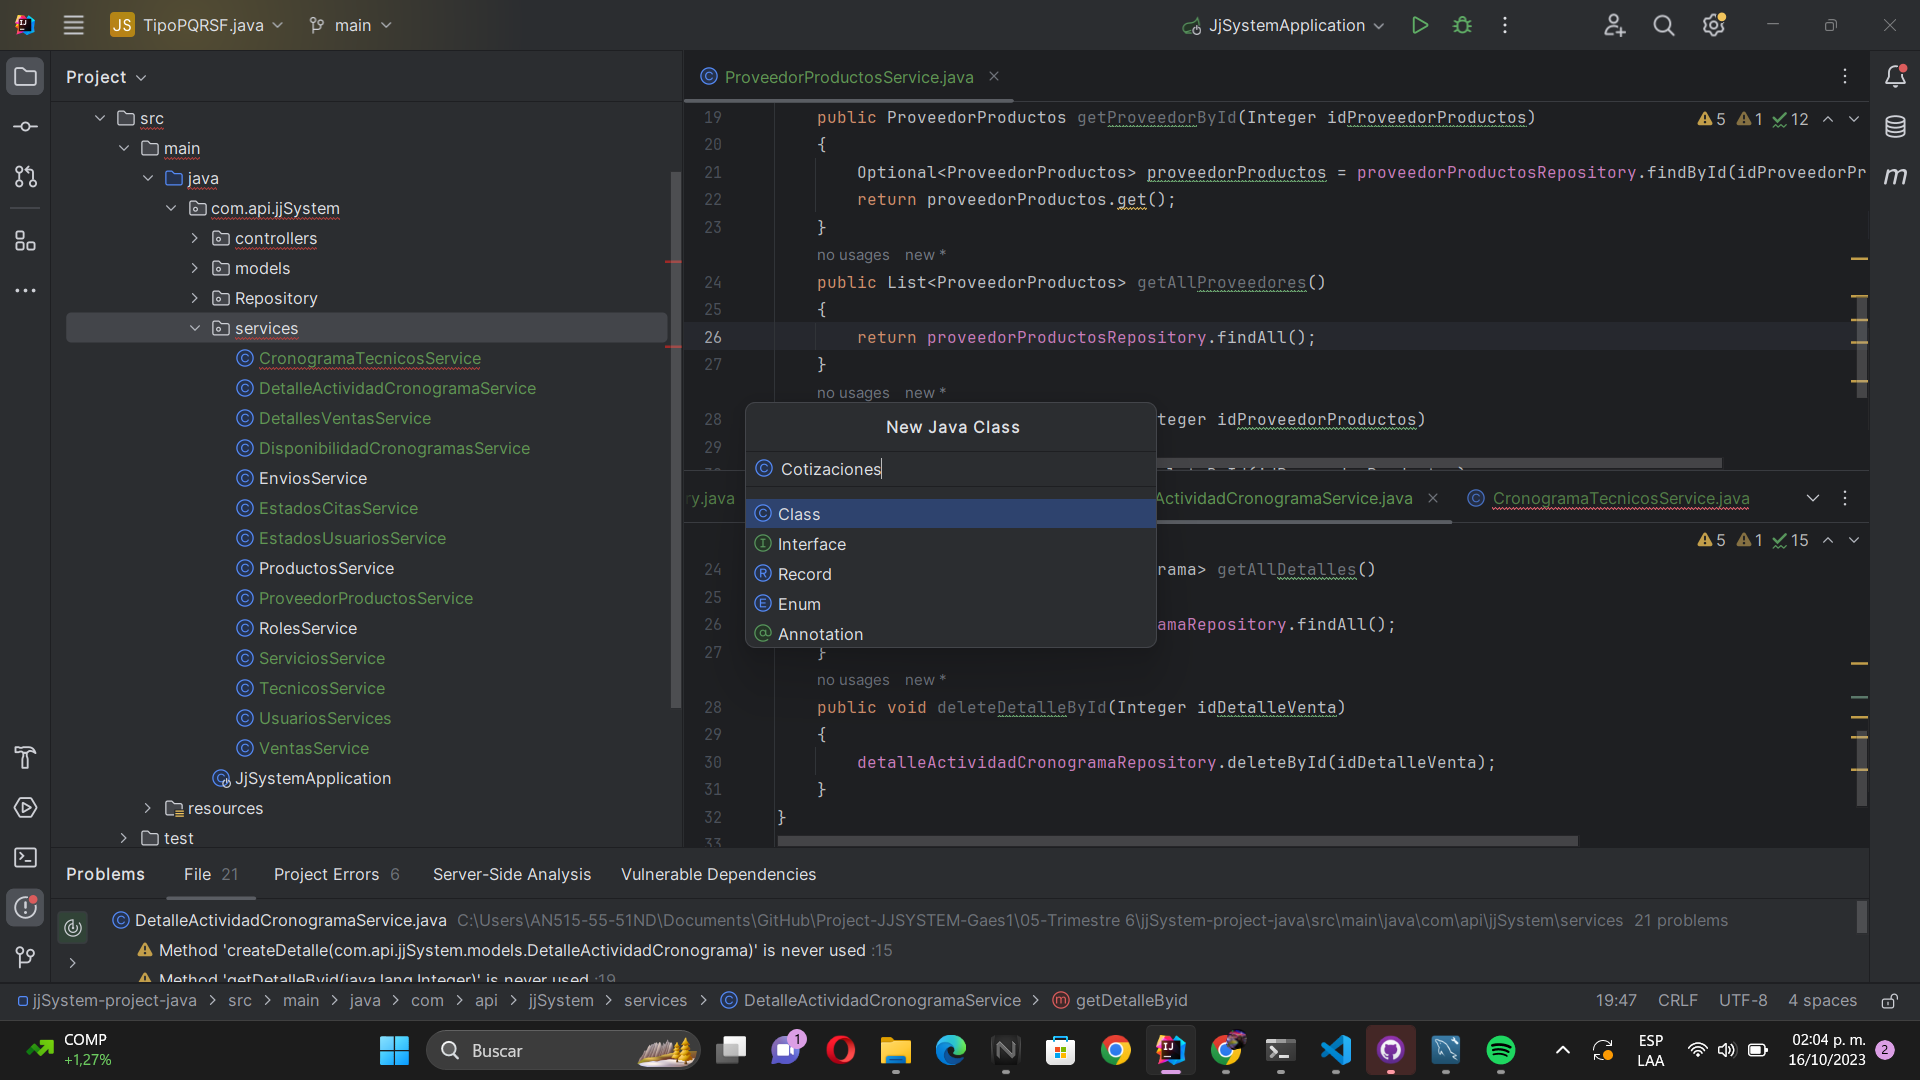 JS TipoPQRSF.java main JjSystemApplication
Project
src
main
java
com.api.jjSystem
controllers
models
Repository
services
CronogramaTecnicosService
DetalleActividadCronogramaService
DetallesVentasService
DisponibilidadCronogramasService
EnviosService
EstadosCitasService
EstadosUsuariosService
ProductosService
ProveedorProductosService
RolesService
ServiciosService
TecnicosService
UsuariosServices
VentasService
JjSystemApplication
resources
test
ProveedorProductosService.java
5 1 12
19 public ProveedorProductos getProveedorById(Integer idProveedorProductos)
20 {
21 Optional<ProveedorProductos> proveedorProductos = proveedorProductosRepository.findById(idProveedorPr
22 return proveedorProductos.get();
23 }
no usages new *
24 public List<ProveedorProductos> getAllProveedores()
25 {
26 return proveedorProductosRepository.findAll();
27 }
no usages new *
28 teger idProveedorProductos)
29
New Java Class
Cotizaciones
Class
Interface
Record
Enum
Annotation
ry.java ActividadCronogramaService.java CronogramaTecnicosService.java
5 1 15
24 rama> getAllDetalles()
25
26 amaRepository.findAll();
27 }
no usages new *
28 public void deleteDetalleById(Integer idDetalleVenta)
29 {
30 detalleActividadCronogramaRepository.deleteById(idDetalleVenta);
31 }
32 }
33
Problems File 21 Project Errors 6 Server-Side Analysis Vulnerable Dependencies
DetalleActividadCronogramaService.java C:\Users\AN515-55-51ND\Documents\GitHub\Project-JJSYSTEM-Gaes1\05-Trimestre 6\jjSystem-project-java\src\main\java\com\api\jjSystem\services 21 problems
Method 'createDetalle(com.api.jjSystem.models.DetalleActividadCronograma)' is never used :15
Method 'getDetalleByid(java.lang.Integer)' is never used :19
jjSystem-project-java > src > main > java > com > api > jjSystem > services > DetalleActividadCronogramaService > getDetalleByid
19:47 CRLF UTF-8 4 spaces
COMP
+1,27%
Buscar
1
ESP
LAA
02:04 p. m.
16/10/2023
2